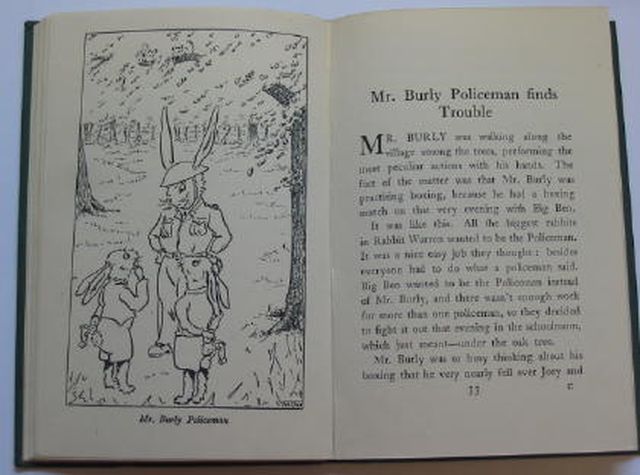 Mr. Burly Policeman
Mr. Burly Policeman finds
Trouble
MR. BURLY was walking along the
village among the trees, performing the
most peculiar actions with his hands. The
fact of the matter was that Mr. Burly was
practising boxing, because he had a boxing
match on that very evening with Big Ben.
It was like this. All the biggest rabbits
in Rabbit Warren wanted to be the Policeman.
It was a nice easy job they thought: besides
everyone had to do what a policeman said.
Big Ben wanted to be the Policeman instead
of Mr. Burly, and there wasn't enough work
for more than one policeman, so they decided
to fight it out that evening in the schoolroom,
which just meant—under the oak tree.
Mr. Burly was so busy thinking about his
boxing that he very nearly fell over Joey and
33
C